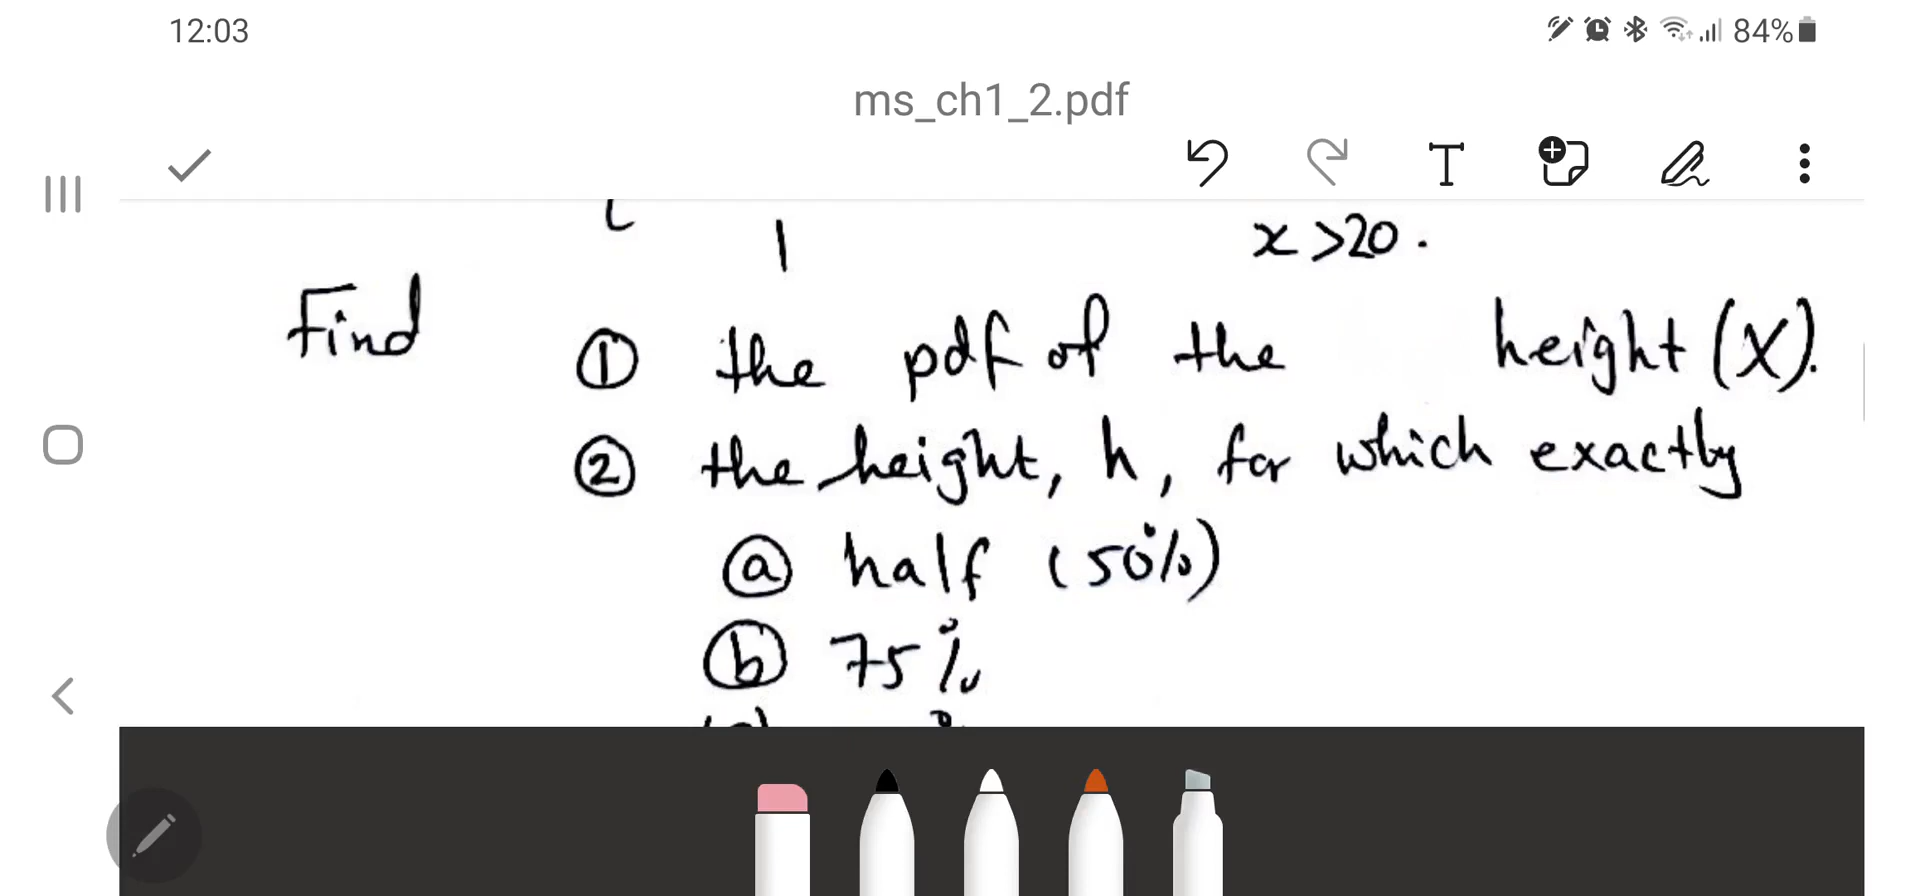 12:03
84%
ms_ch1_2.pdf
T
1 x > 20 .
Find
① the pdf of the height (X).
② the height, h, for which exactly
ⓐ half (50%)
ⓑ 75%